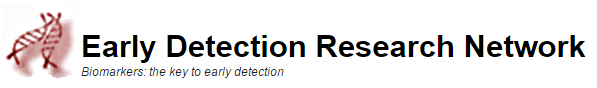 Early Detection Research Network
Biomarkers: the key to early detection